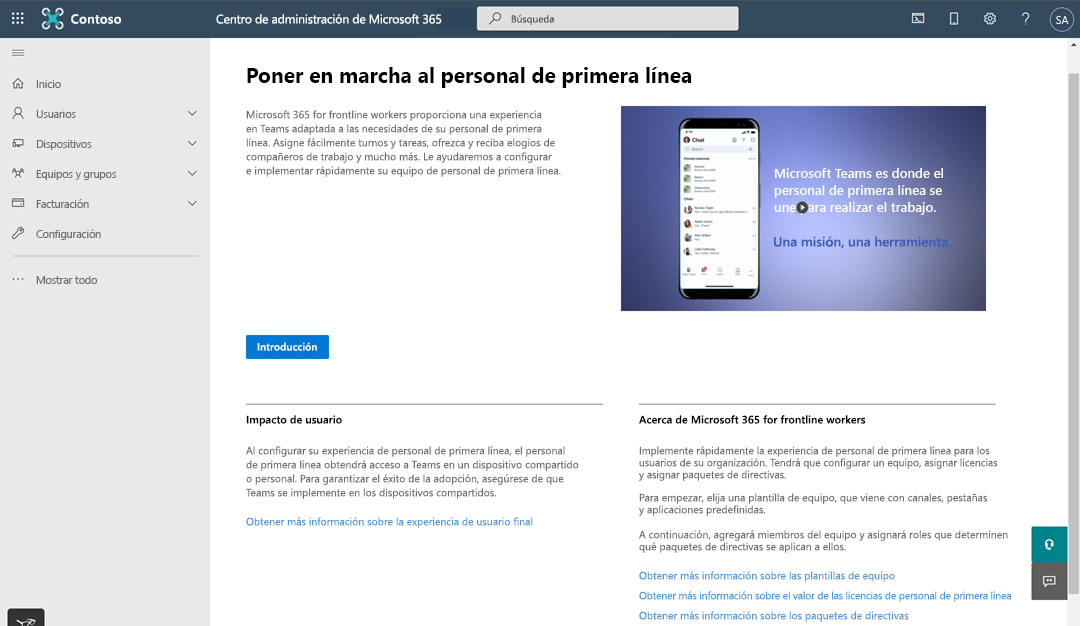 Contoso
Centro de administración de Microsoft 365
Búsqueda
SA
Inicio
Usuarios
Dispositivos
Equipos y grupos
Facturación
Configuración
Mostrar todo
Poner en marcha al personal de primera línea
Microsoft 365 for frontline workers proporciona una experiencia
en Teams adaptada a las necesidades de su personal de primera
línea. Asigne fácilmente turnos y tareas, ofrezca y reciba elogios de
compañeros de trabajo y mucho más. Le ayudaremos a configurar
e implementar rápidamente su equipo de personal de primera línea.
Chat
Search
Microsoft Teams es donde el
personal de primera línea se
une para realizar el trabajo.
Una misión, una herramienta.
Introducción
Impacto de usuario
Al configurar su experiencia de personal de primera línea, el personal
de primera línea obtendrá acceso a Teams en un dispositivo compartido
o personal. Para garantizar el éxito de la adopción, asegúrese de que
Teams se implemente en los dispositivos compartidos.
Obtener más información sobre la experiencia de usuario final
Acerca de Microsoft 365 for frontline workers
Implemente rápidamente la experiencia de personal de primera línea para los
usuarios de su organización. Tendrá que configurar un equipo, asignar licencias
y asignar paquetes de directivas.
Para empezar, elija una plantilla de equipo, que viene con canales, pestañas
y aplicaciones predefinidas.
A continuación, agregará miembros del equipo y asignará roles que determinen
qué paquetes de directivas se aplican a ellos.
Obtener más información sobre las plantillas de equipo
Obtener más información sobre el valor de las licencias de personal de primera línea
Obtener más información sobre los paquetes de directivas